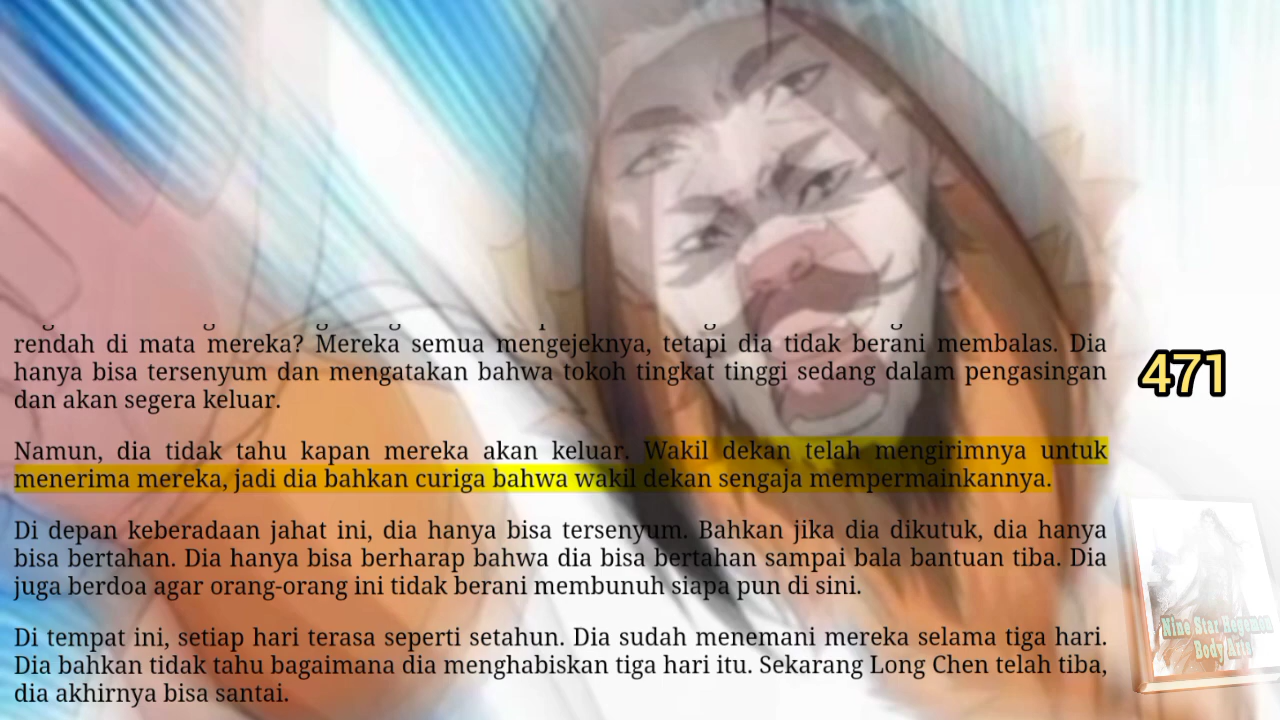 rendah di mata mereka? Mereka semua mengejeknya, tetapi dia tidak berani membalas. Dia
hanya bisa tersenyum dan mengatakan bahwa tokoh tingkat tinggi sedang dalam pengasingan
dan akan segera keluar.
Namun, dia tidak tahu kapan mereka akan keluar. Wakil dekan telah mengirimnya untuk
menerima mereka, jadi dia bahkan curiga bahwa wakil dekan sengaja mempermainkannya.
Di depan keberadaan jahat ini, dia hanya bisa tersenyum. Bahkan jika dia dikutuk, dia hanya
bisa bertahan. Dia hanya bisa berharap bahwa dia bisa bertahan sampai bala bantuan tiba. Dia
juga berdoa agar orang-orang ini tidak berani membunuh siapa pun di sini.
Di tempat ini, setiap hari terasa seperti setahun. Dia sudah menemani mereka selama tiga hari.
Dia bahkan tidak tahu bagaimana dia menghabiskan tiga hari itu. Sekarang Long Chen telah tiba,
dia akhirnya bisa santai.
471
Nine Star Hegemon
Body Arts